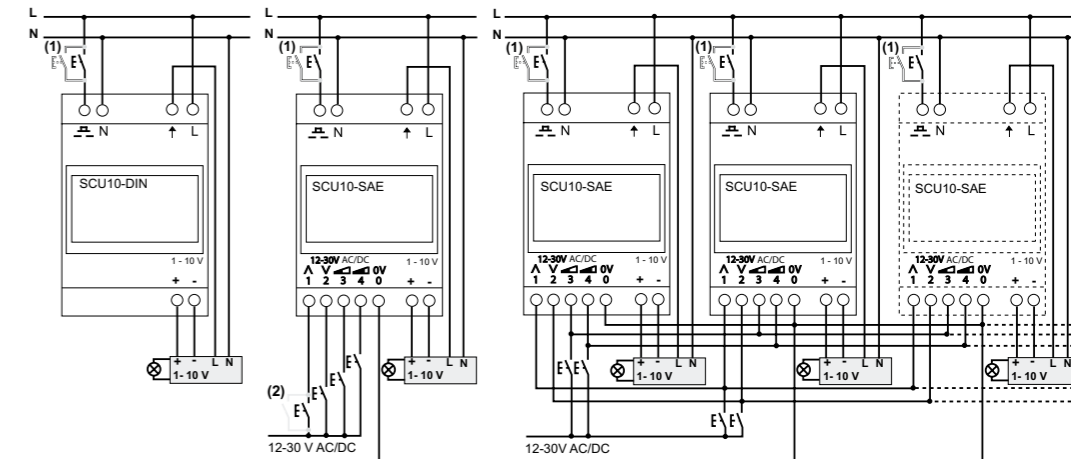 L L L
N N N
(1) (1) (1) (1) (1)
E E E E E
N ↑ L
N ↑ L
N ↑ L
N ↑ L
N ↑ L
SCU10-DIN
1 - 10 V
+ -
+ - L N
1- 10 V
SCU10-SAE
12-30V AC/DC 1 - 10 V
0V
1 2 3 4 0 + -
+ - L N
1- 10 V
E E E E
(2)
12-30 V AC/DC
SCU10-SAE
12-30V AC/DC 1 - 10 V
0V
1 2 3 4 0 + -
+ - L N
1- 10 V
E E
12-30V AC/DC
SCU10-SAE
12-30V AC/DC 1 - 10 V
0V
1 2 3 4 0 + -
+ - L N
1- 10 V
E E
SCU10-SAE
12-30V AC/DC 1 - 10 V
0V
1 2 3 4 0 + -
+ - L N
1- 10 V